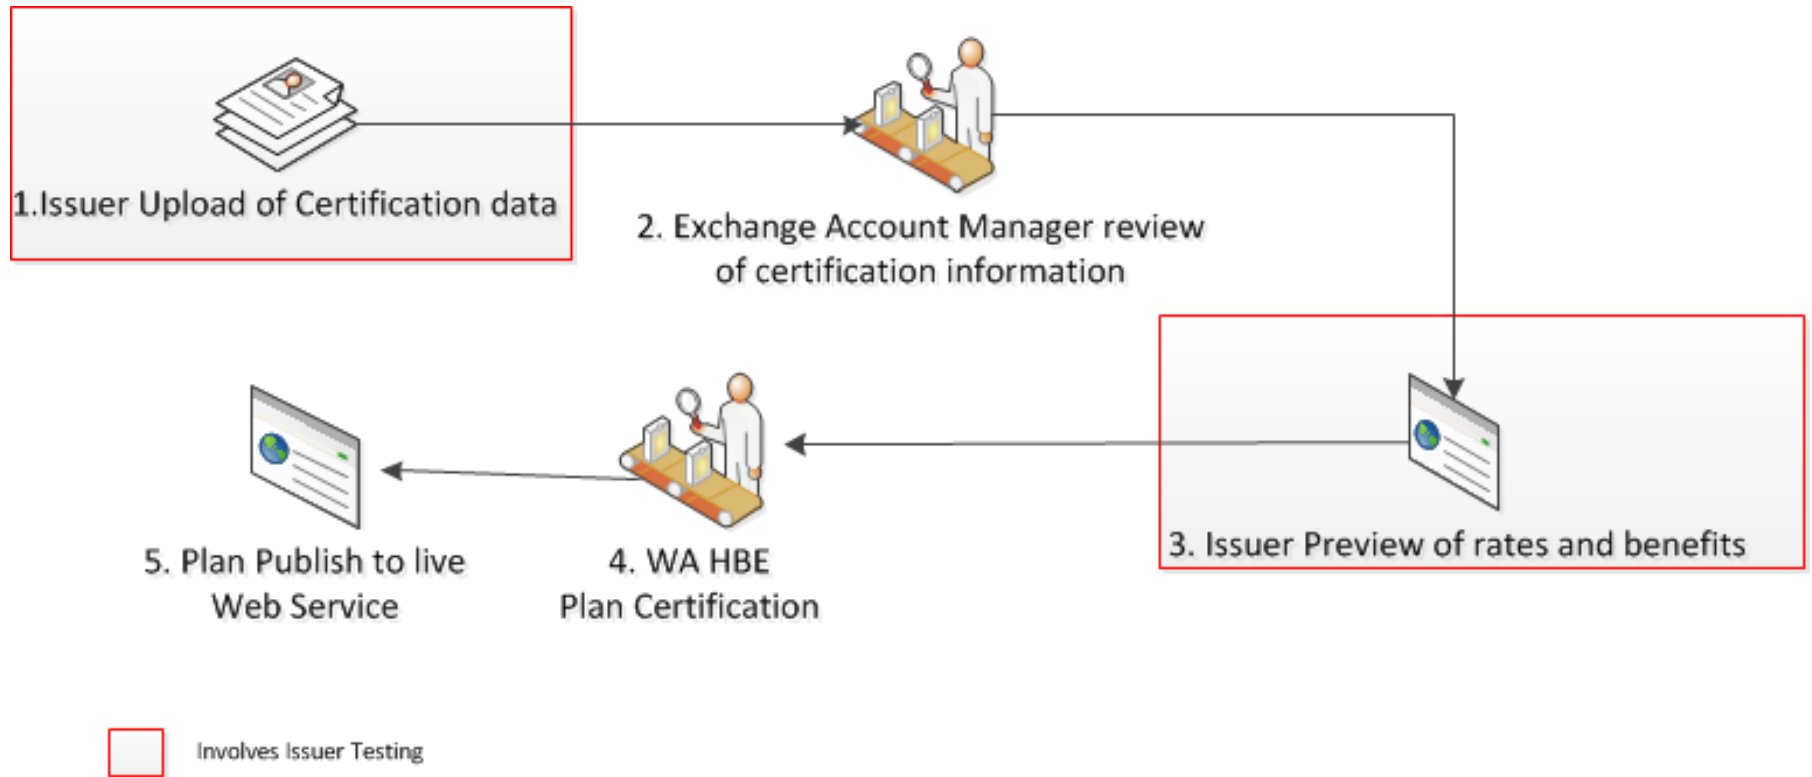 1.Issuer Upload of Certification data
2. Exchange Account Manager review
of certification information
3. Issuer Preview of rates and benefits
4. WA HBE
Plan Certification
5. Plan Publish to live
Web Service
Involves Issuer Testing